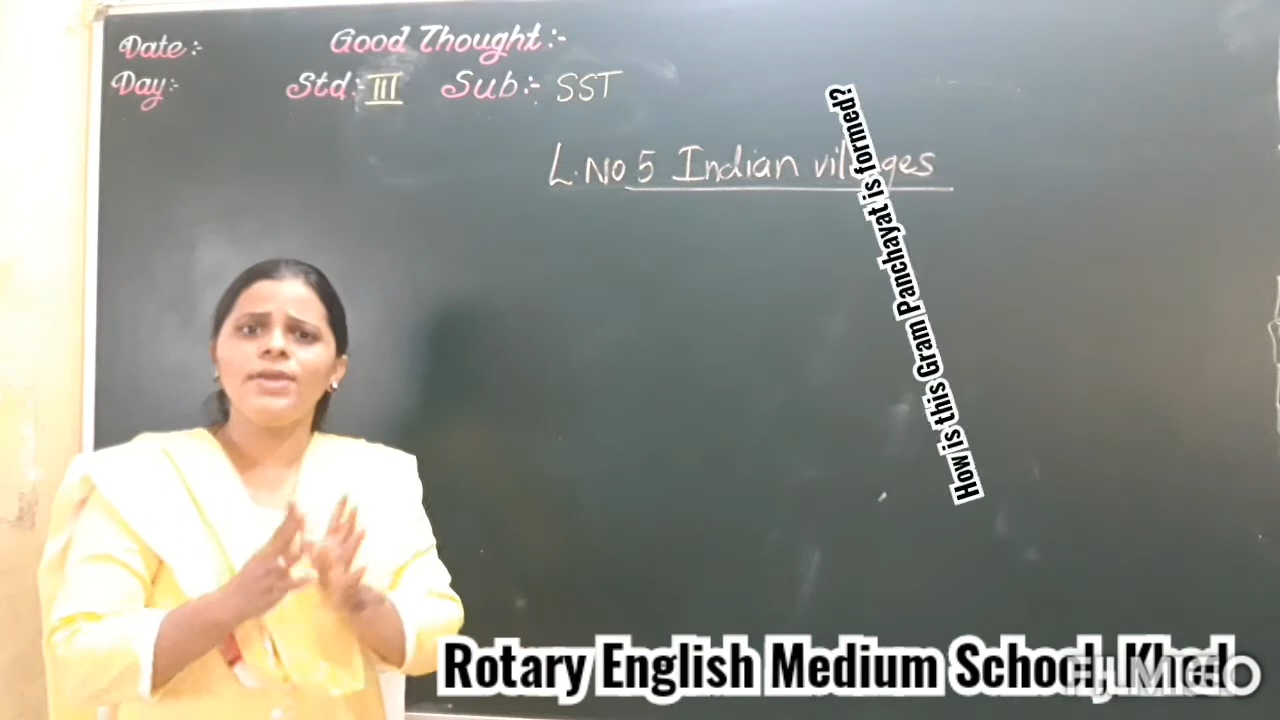 Date:-
Good Thought:-
Day:-
Std:- III
Sub:- SST
L.No 5 Indian villages
How is this Gram Panchayat is formed?
Rotary English Medium School, Khed
FILMIGO